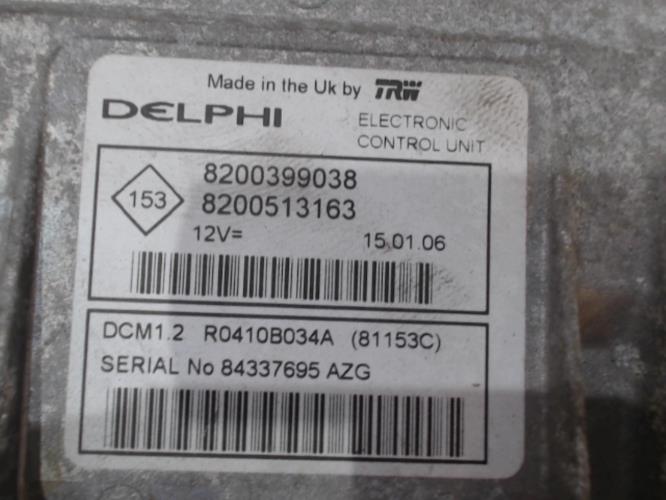 Made in the Uk by TRW
DELPHI
ELECTRONIC
CONTROL UNIT
153
8200399038
8200513163
12V= 15.01.06
DCM1.2 R0410B034A (81153C)
SERIAL No 84337695 AZG